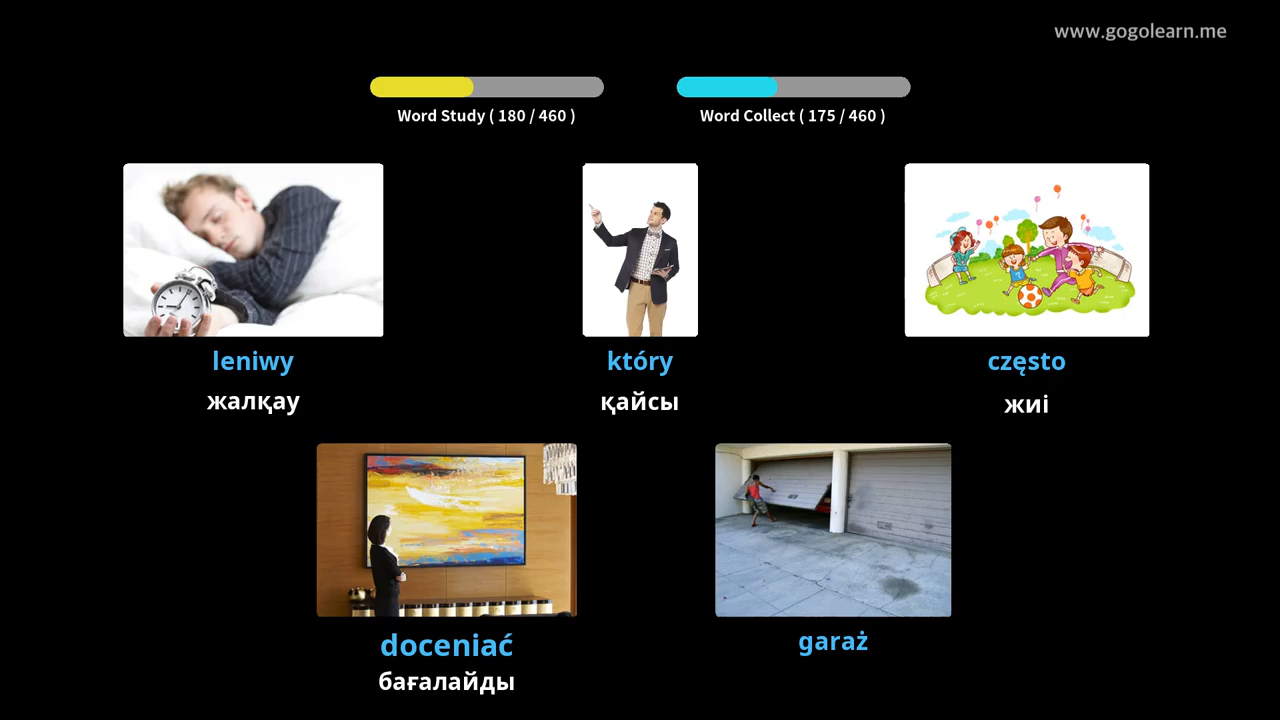 www.gogolearn.me
Word Study ( 180 / 460 )
Word Collect ( 175 / 460 )
leniwy
który
często
жалқау
қайсы
жиі
doceniać
garaż
бағалайды